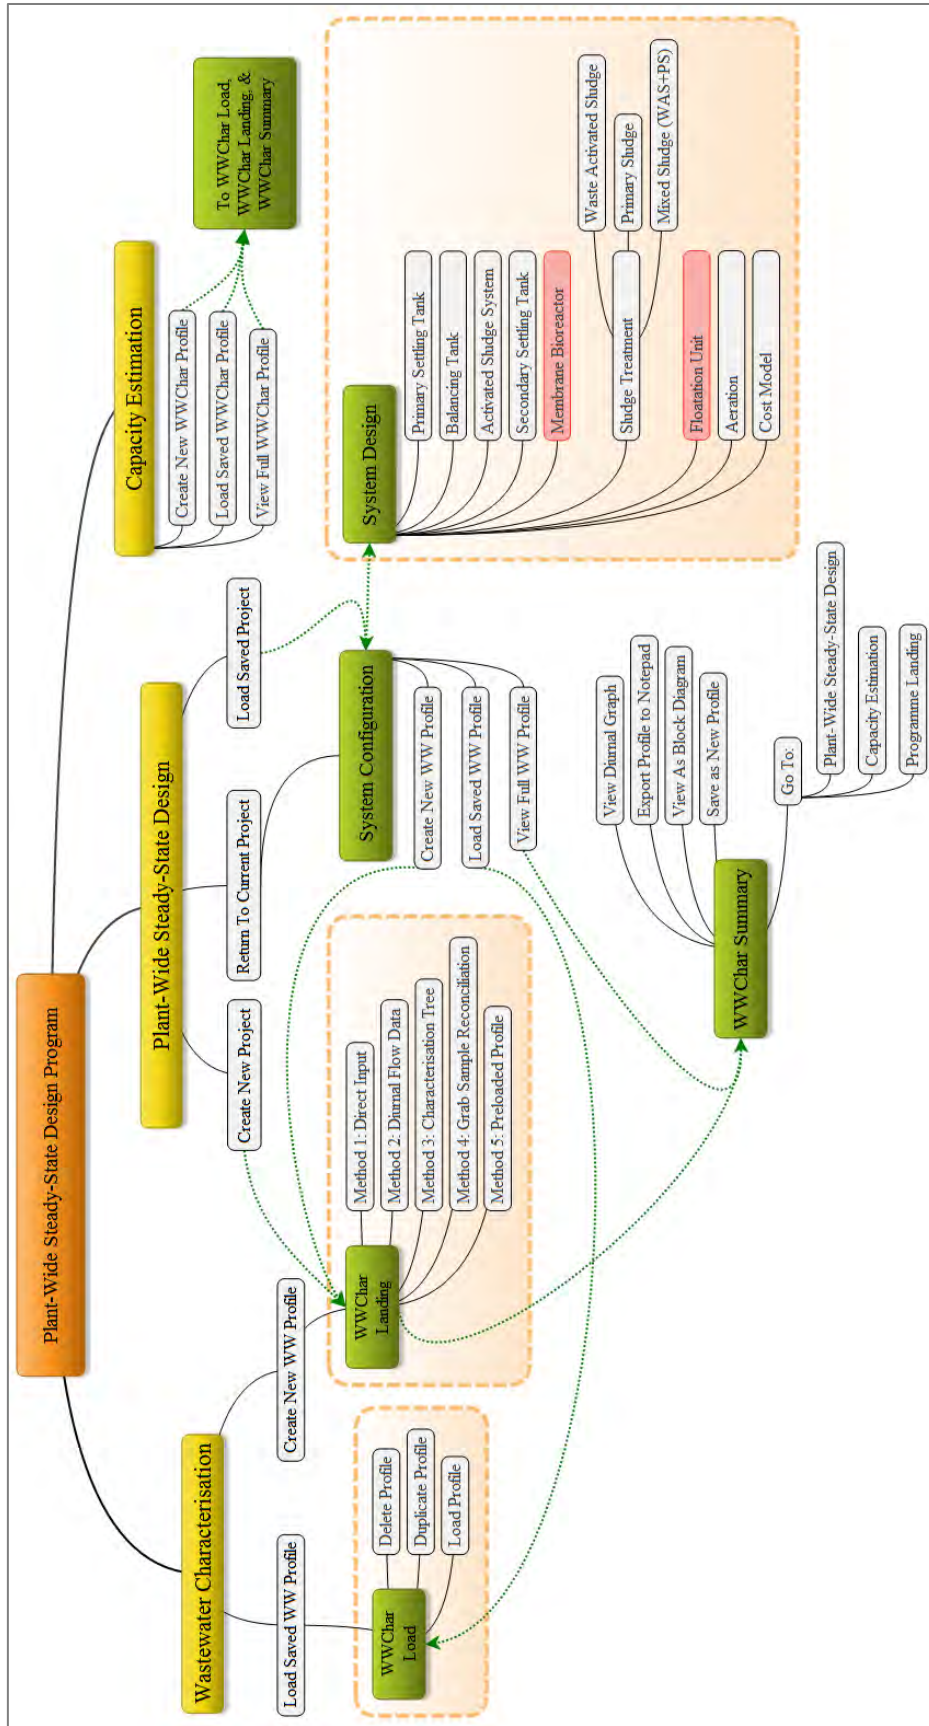 Plant-Wide Steady-State Design Program
Wastewater Characterisation
Plant-Wide Steady-State Design
Capacity Estimation
Load Saved WW Profile
Create New WW Profile
Create New Project
Return To Current Project
Load Saved Project
Create New WWChar Profile
Load Saved WWChar Profile
View Full WWChar Profile
To WWChar Load,
WWChar Landing, &
WWChar Summary
WWChar
Load
Delete Profile
Duplicate Profile
Load Profile
WWChar
Landing
Method 1: Direct Input
Method 2: Diurnal Flow Data
Method 3: Characterisation Tree
Method 4: Grab Sample Reconciliation
Method 5: Preloaded Profile
System Configuration
Create New WW Profile
Load Saved WW Profile
View Full WW Profile
System Design
Primary Settling Tank
Balancing Tank
Activated Sludge System
Secondary Settling Tank
Membrane Bioreactor
Sludge Treatment
Waste Activated Sludge
Primary Sludge
Mixed Sludge (WAS+PS)
Floatation Unit
Aeration
Cost Model
WWChar Summary
View Diurnal Graph
Export Profile to Notepad
View As Block Diagram
Save as New Profile
Go To:
Plant-Wide Steady-State Design
Capacity Estimation
Programme Landing